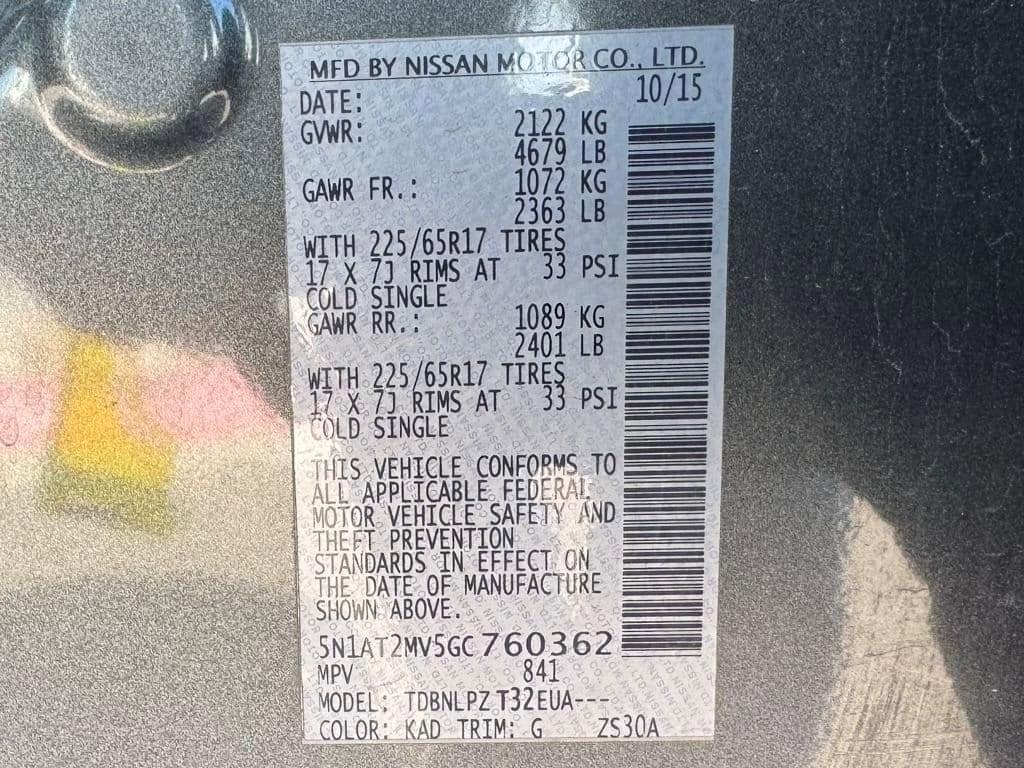 MFD BY NISSAN MOTOR CO., LTD.
DATE: 10/15
GVWR: 2122 KG
4679 LB
GAWR FR.: 1072 KG
2363 LB
WITH 225/65R17 TIRES
17 X 7J RIMS AT 33 PSI
COLD SINGLE
GAWR RR.: 1089 KG
2401 LB
WITH 225/65R17 TIRES
17 X 7J RIMS AT 33 PSI
COLD SINGLE
THIS VEHICLE CONFORMS TO
ALL APPLICABLE FEDERAL
MOTOR VEHICLE SAFETY AND
THEFT PREVENTION
STANDARDS IN EFFECT ON
THE DATE OF MANUFACTURE
SHOWN ABOVE.
5N1AT2MV5GC760362
MPV 841
MODEL: TDBNLPZ T32EUA---
COLOR: KAD TRIM: G ZS30A